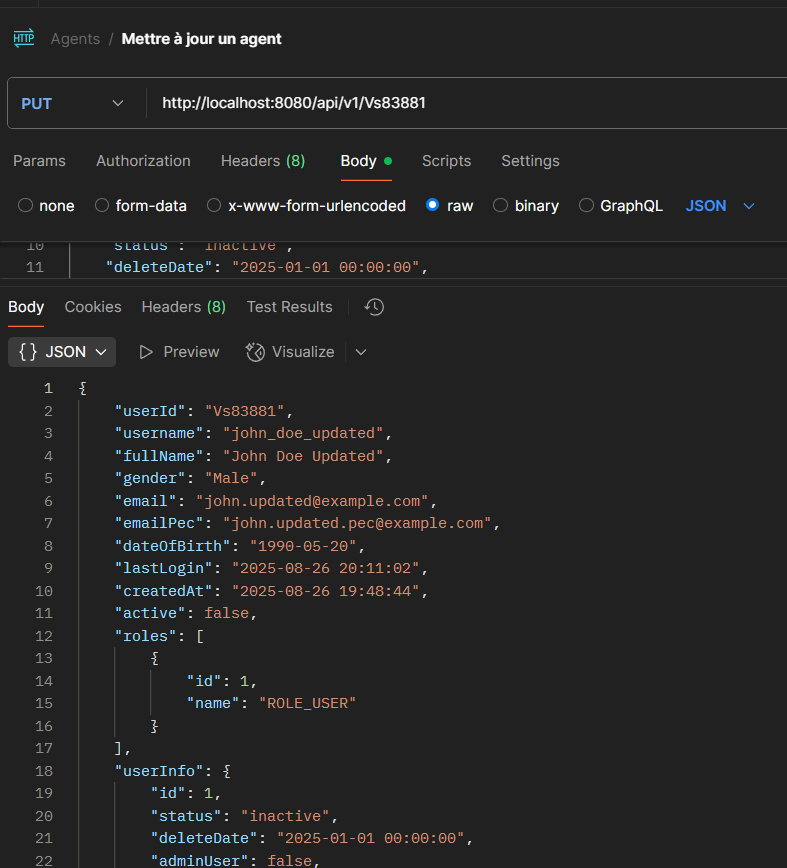 HTTP Agents / Mettre à jour un agent
PUT http://localhost:8080/api/v1/Vs83881
Params Authorization Headers (8) Body Scripts Settings
none form-data x-www-form-urlencoded raw binary GraphQL JSON
10 "status": "inactive",
11 "deleteDate": "2025-01-01 00:00:00",
Body Cookies Headers (8) Test Results
{} JSON Preview Visualize
1 {
2 "userId": "Vs83881",
3 "username": "john_doe_updated",
4 "fullName": "John Doe Updated",
5 "gender": "Male",
6 "email": "john.updated@example.com",
7 "emailPec": "john.updated.pec@example.com",
8 "dateOfBirth": "1990-05-20",
9 "lastLogin": "2025-08-26 20:11:02",
10 "createdAt": "2025-08-26 19:48:44",
11 "active": false,
12 "roles": [
13 {
14 "id": 1,
15 "name": "ROLE_USER"
16 }
17 ],
18 "userInfo": {
19 "id": 1,
20 "status": "inactive",
21 "deleteDate": "2025-01-01 00:00:00",
22 "adminUser": false,